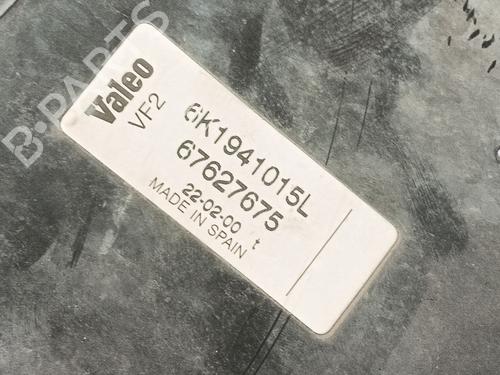 B-PARTS
Valeo
VF2
6K1941015L
67627675
22-02-00 t
MADE IN SPAIN